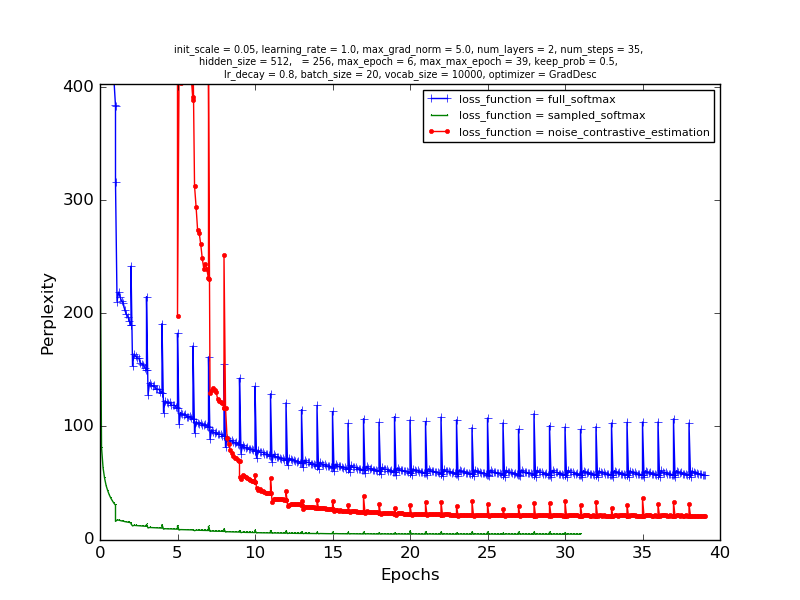 init_scale = 0.05, learning_rate = 1.0, max_grad_norm = 5.0, num_layers = 2, num_steps = 35,
hidden_size = 512,   = 256, max_epoch = 6, max_max_epoch = 39, keep_prob = 0.5,
lr_decay = 0.8, batch_size = 20, vocab_size = 10000, optimizer = GradDesc
400
300
200
100
0
Perplexity
loss_function = full_softmax
loss_function = sampled_softmax
loss_function = noise_contrastive_estimation
0 5 10 15 20 25 30 35 40
Epochs